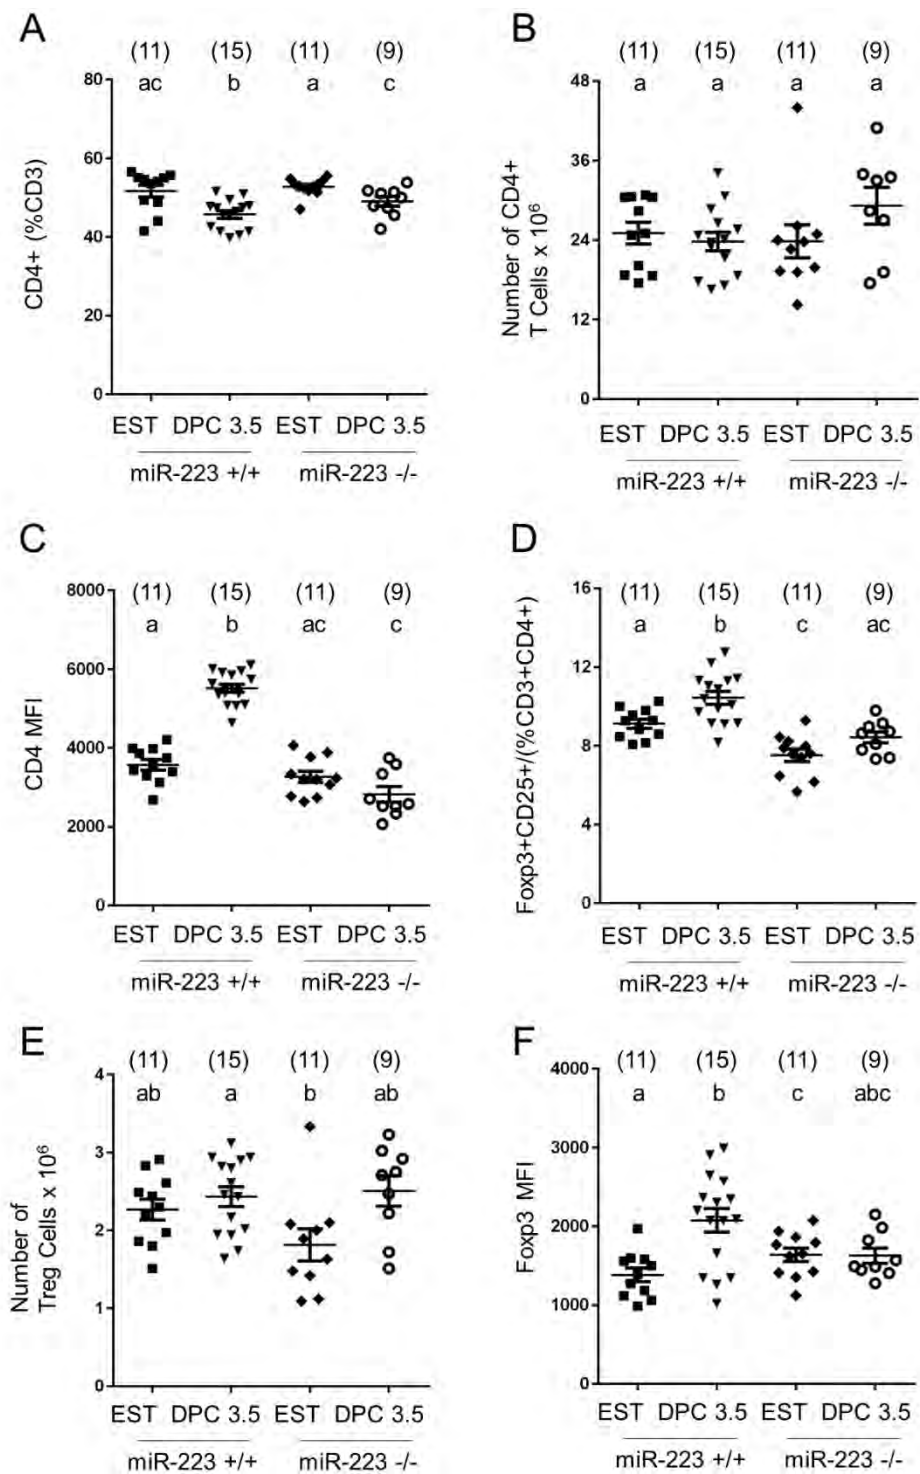 A
(11) (15) (11) (9)
ac b a c
80
60
40
20
0
CD4+ (%CD3)
EST DPC 3.5 EST DPC 3.5
miR-223 +/+ miR-223 -/-
B
(11) (15) (11) (9)
a a a a
48
36
24
12
0
Number of CD4+
T Cells x 10⁶
EST DPC 3.5 EST DPC 3.5
miR-223 +/+ miR-223 -/-
C
(11) (15) (11) (9)
a b ac c
8000
6000
4000
2000
0
CD4 MFI
EST DPC 3.5 EST DPC 3.5
miR-223 +/+ miR-223 -/-
D
(11) (15) (11) (9)
a b c ac
16
12
8
4
0
Foxp3+CD25+/(%CD3+CD4+)
EST DPC 3.5 EST DPC 3.5
miR-223 +/+ miR-223 -/-
E
(11) (15) (11) (9)
ab a b ab
4
3
2
1
0
Number of
Treg Cells x 10⁶
EST DPC 3.5 EST DPC 3.5
miR-223 +/+ miR-223 -/-
F
(11) (15) (11) (9)
a b c abc
4000
3000
2000
1000
0
Foxp3 MFI
EST DPC 3.5 EST DPC 3.5
miR-223 +/+ miR-223 -/-